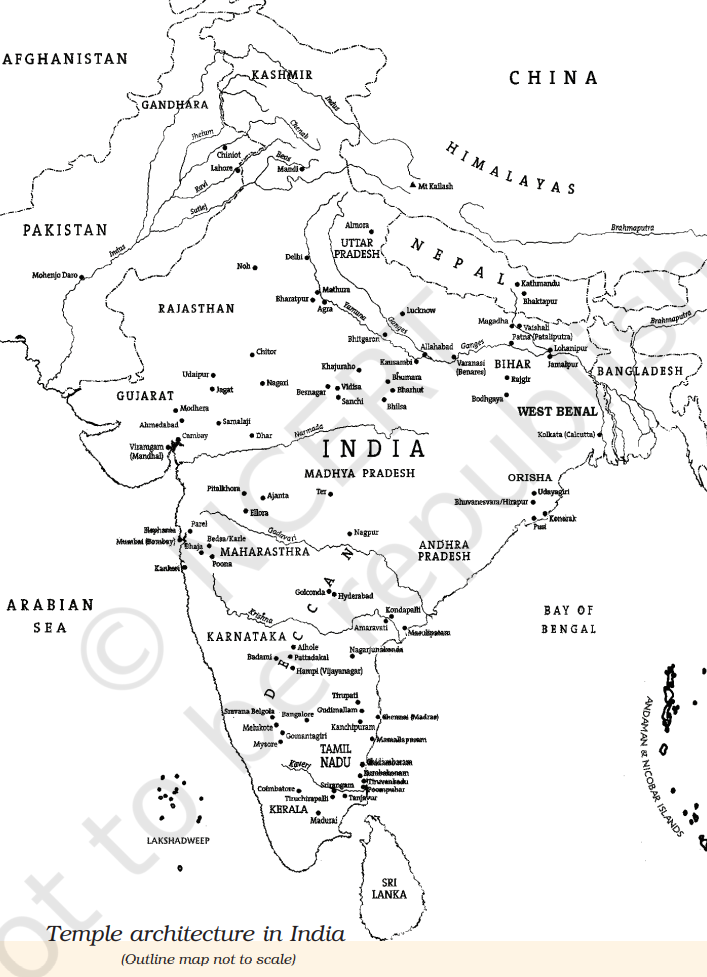 AFGHANISTAN
KASHMIR
CHINA
GANDHARA
Indus
Jhelum
Chenab
Chiniot
HIMALAYAS
Lahore
Beas
Mandi
Ravi
Mt Kailash
Sutlej
PAKISTAN
Almora
Brahmaputra
UTTAR
PRADESH
NEPAL
Indus
Delhi
Noh
Mohenjo Daro
Kathmandu
Mathura
Bhaktapur
Bharatpur
RAJASTHAN
Agra
Yamuna
Ganges
Lucknow
Magadha
Vaishali
Brahmaputra
Bhitgaron
Patna (Pataliputra)
Allahabad
Ganges
Lohanipur
Chitor
Kausambi
Varanasi
(Benares)
BIHAR
Jamalpur
Khajuraho
BANGLADESH
Udaipur
Nagari
Bhumara
Rajgir
Jagat
Besnagar
Vidisa
Bharhut
GUJARAT
Sanchi
Bodhgaya
Modhera
Bhilsa
WEST BENAL
Ahmedabad
Samalaji
Cambay
Dhar
Narmada
Kolkata (Calcutta)
Viramgam
(Mandhal)
INDIA
MADHYA PRADESH
ORISHA
Pitalkhora
Ajanta
Ter
Udayagiri
Bhuvanesvara/Hirapur
Ellora
Konarak
Puri
Parel
Godavari
Elephanta
Mumbai (Bombay)
Bedsa/Karle
Nagpur
Bhaja
MAHARASTHRA
ANDHRA
PRADESH
Poona
Kanheri
DECCAN
Golconda
Hyderabad
ARABIAN
SEA
Kondapalli
BAY OF
BENGAL
Krishna
Amaravati
Masulipatam
KARNATAKA
Aihole
Nagarjunakonda
Badami
Pattadakal
Hampi (Vijayanagar)
Tirupati
Sravana Belgola
Bangalore
Gudimallam
Chennai (Madras)
Melukote
Kanchipuram
Gomantagiri
Mysore
Mamallapuram
TAMIL
NADU
Chidambaram
Kaveri
Kumbakonam
Tiruvenkadu
Coimbatore
Srirangam
Poompuhar
Tiruchirapalli
Tanjavur
KERALA
Madurai
LAKSHADWEEP
ANDAMAN & NICOBAR ISLANDS
SRI
LANKA
Temple architecture in India
(Outline map not to scale)
© NCERT
not to be republished